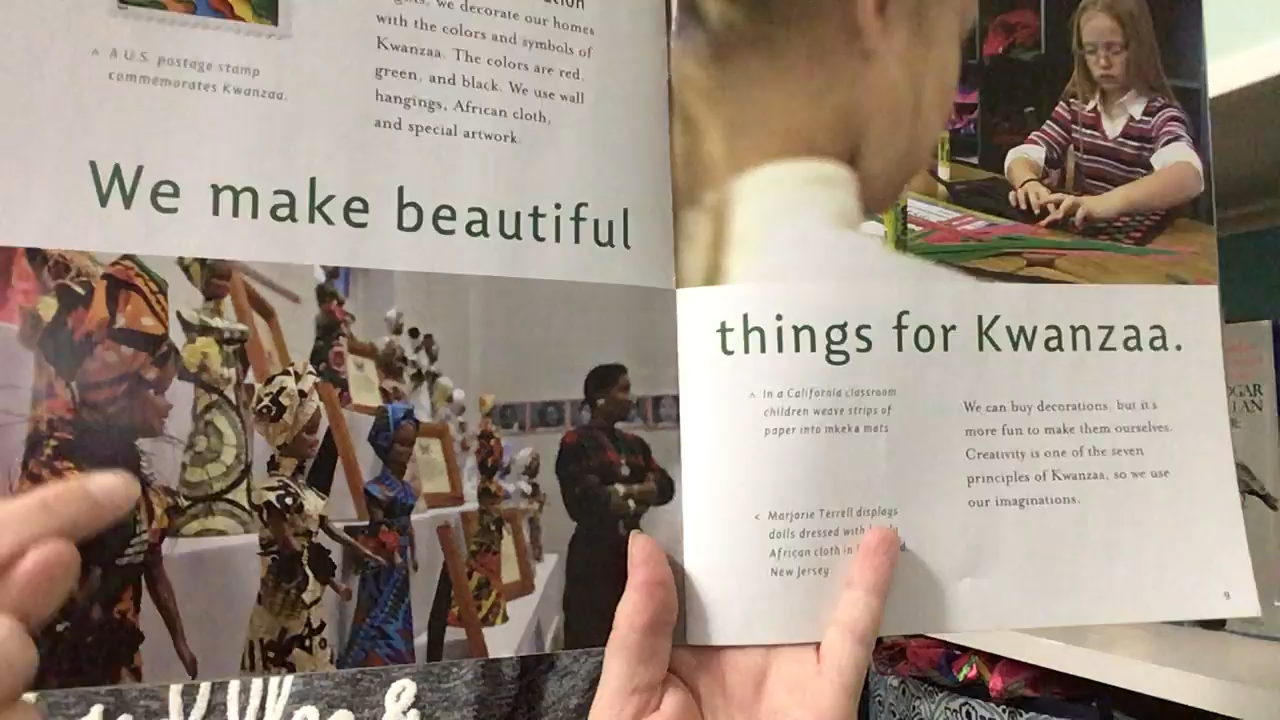 we decorate our homes
with the colors and symbols of
Kwanzaa. The colors are red,
green, and black. We use wall
hangings, African cloth,
and special artwork.
^ A U.S. postage stamp
commemorates Kwanzaa.
We make beautiful
things for Kwanzaa.
^ In a California classroom
children weave strips of
paper into mkeka mats
< Marjorie Terrell displays
dolls dressed with
African cloth in
New Jersey.
We can buy decorations, but it's
more fun to make them ourselves.
Creativity is one of the seven
principles of Kwanzaa, so we use
our imaginations.
9
&